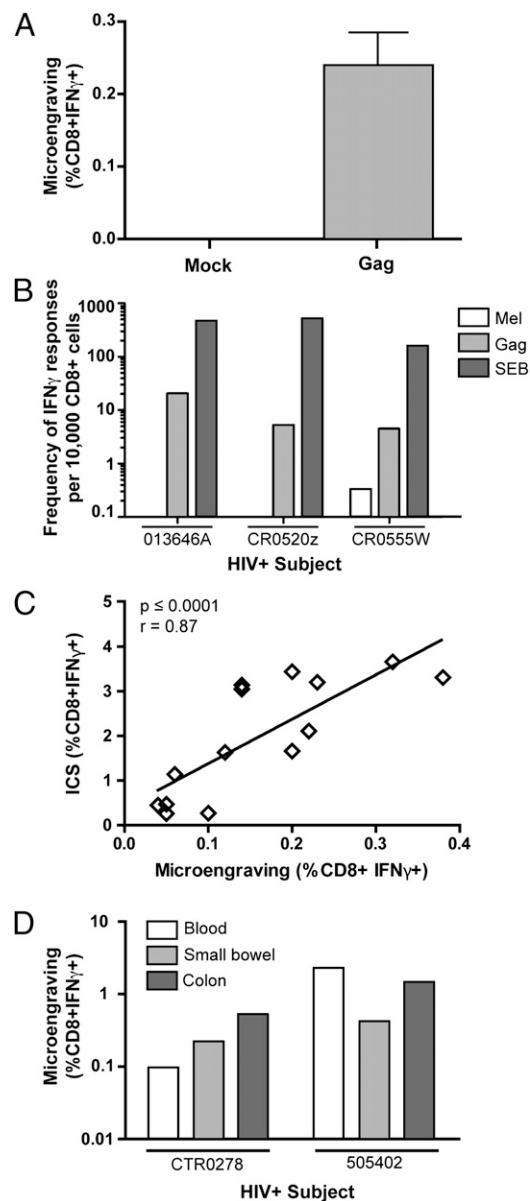 A
Microengraving
(%CD8+IFNγ+)
0.3
0.2
0.1
0.0
Mock
Gag
B
Frequency of IFNγ responses
per 10,000 CD8+ cells
1000
100
10
1
0.1
Mel
Gag
SEB
013646A
CR0520z
CR0555W
HIV+ Subject
C
p ≤ 0.0001
r = 0.87
ICS (%CD8+IFNγ+)
5
4
3
2
1
0
0.0
0.1
0.2
0.3
0.4
Microengraving (%CD8+ IFNγ+)
D
Microengraving
(%CD8+IFNγ+)
10
1
0.1
0.01
Blood
Small bowel
Colon
CTR0278
505402
HIV+ Subject